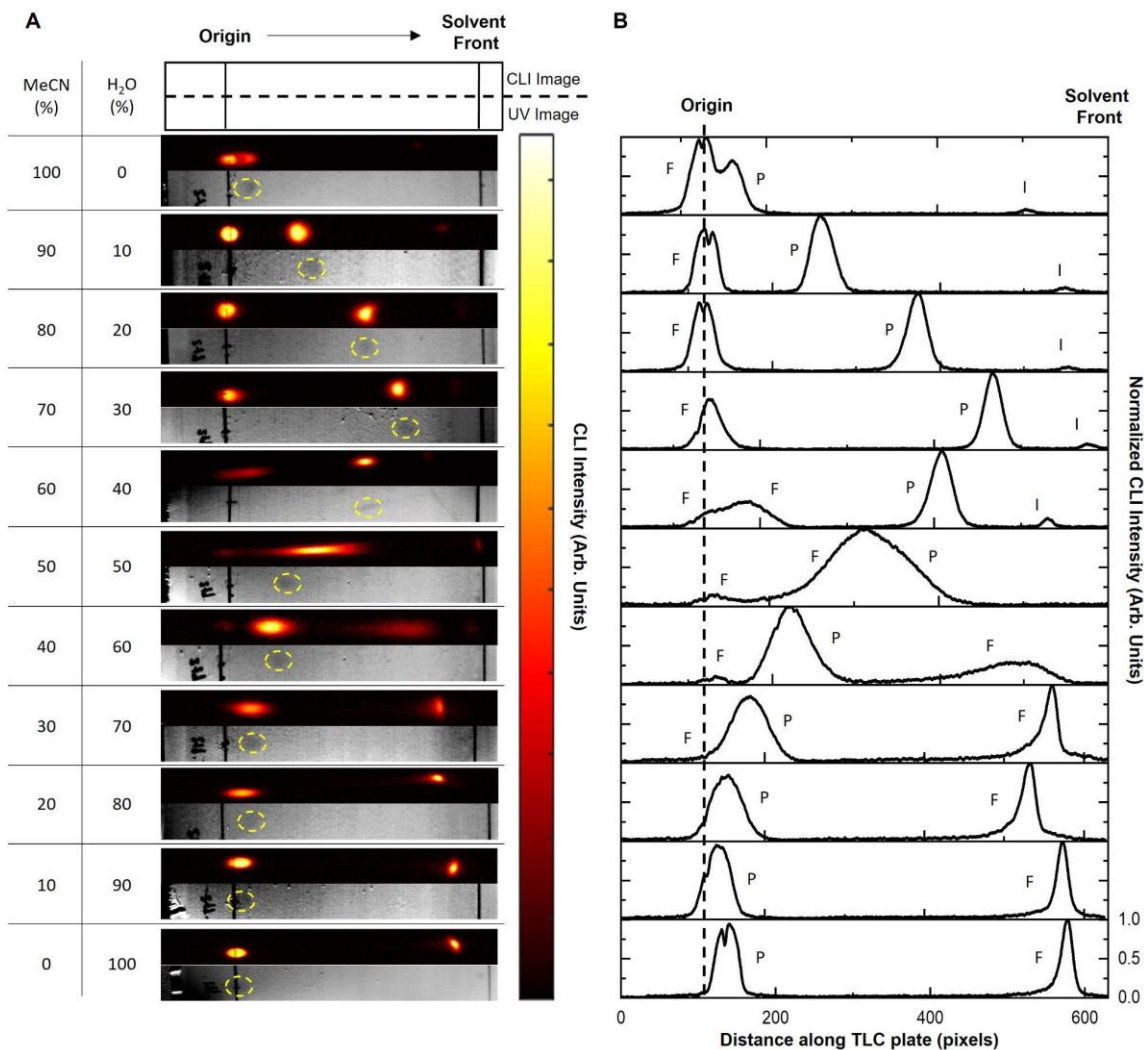 A
B
Origin
Solvent
Front
MeCN
(%)
H₂O
(%)
CLI Image
UV Image
100
0
90
10
80
20
70
30
60
40
50
50
40
60
30
70
20
80
10
90
0
100
CLI Intensity (Arb. Units)
Origin
Solvent
Front
F P I
F P I
F P I
F P I
F F P I
F F P
F P F
F P F
P F
P F
P F
1.0
0.5
0.0
0 200 400 600
Distance along TLC plate (pixels)
Normalized CLI Intensity (Arb. Units)